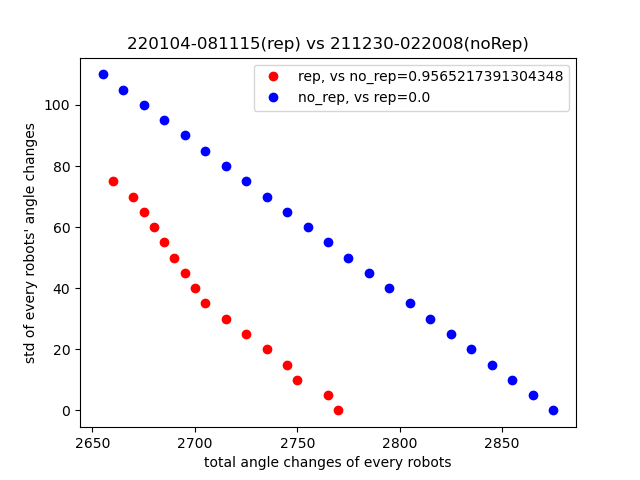 220104-081115(rep) vs 211230-022008(noRep)
rep, vs no_rep=0.9565217391304348
no_rep, vs rep=0.0
std of every robots' angle changes
100
80
60
40
20
0
2650 2700 2750 2800 2850
total angle changes of every robots